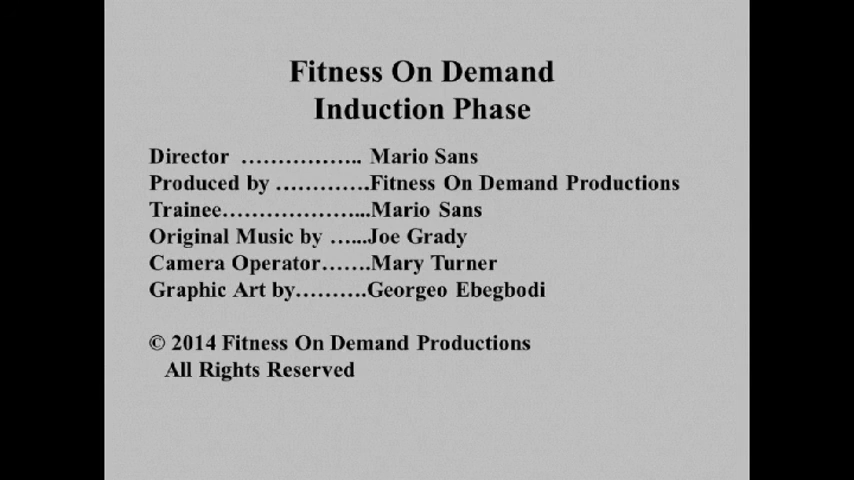 Fitness On Demand
Induction Phase
Director …………….. Mario Sans
Produced by ………….Fitness On Demand Productions
Trainee………………...Mario Sans
Original Music by …...Joe Grady
Camera Operator…….Mary Turner
Graphic Art by……….Georgeo Ebegbodi
© 2014 Fitness On Demand Productions
All Rights Reserved